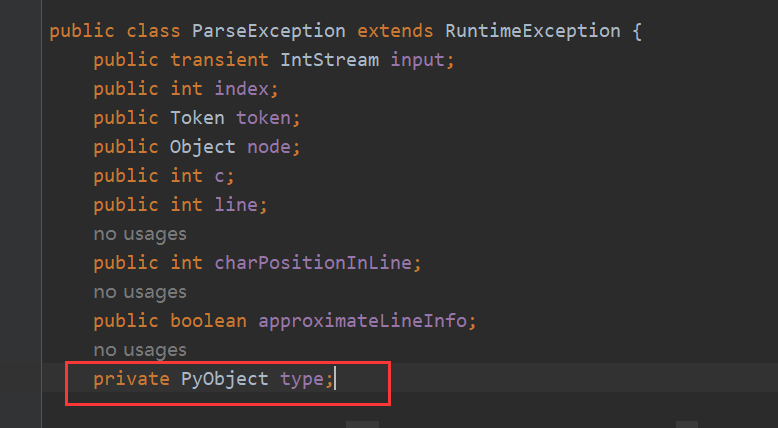 public class ParseException extends RuntimeException {
public transient IntStream input;
public int index;
public Token token;
public Object node;
public int c;
public int line;
no usages
public int charPositionInLine;
no usages
public boolean approximateLineInfo;
no usages
private PyObject type;